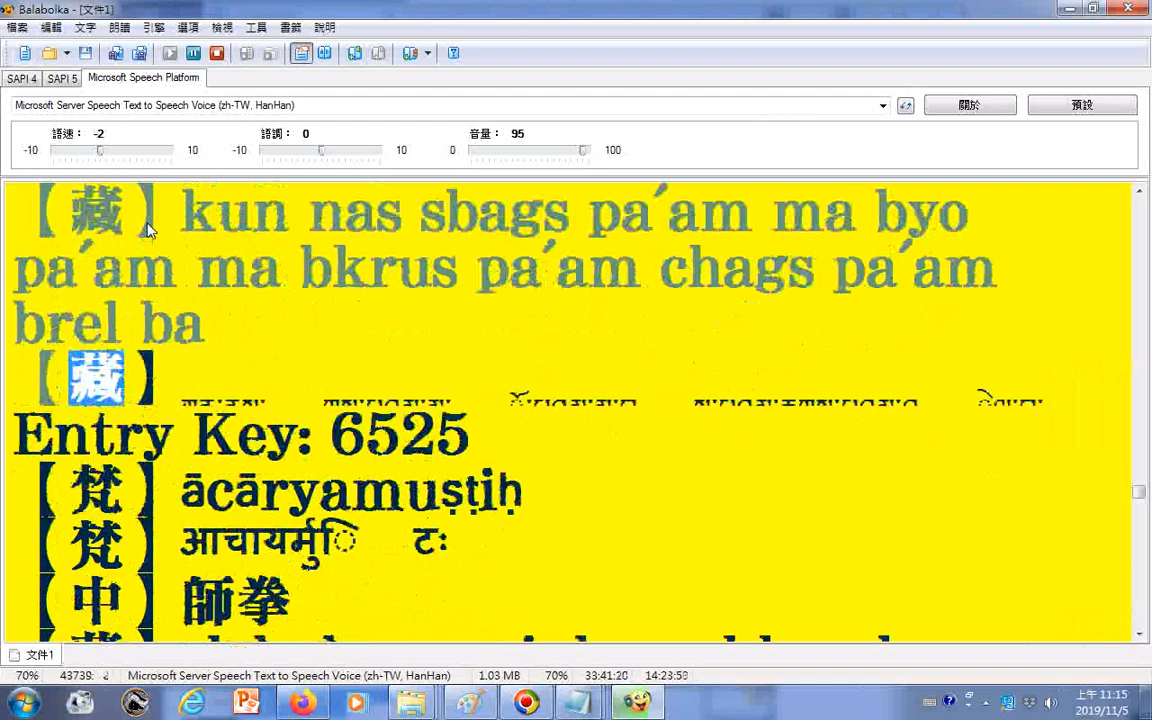 Balabolka - [文件1]
檔案 編輯 文字 朗讀 引擎 選項 檢視 工具 書籤 說明
SAPI 4 SAPI 5 Microsoft Speech Platform
Microsoft Server Speech Text to Speech Voice (zh-TW, HanHan) 關於 預設
語速： -2 語調： 0 音量： 95
-10 10 -10 10 0 100
【藏】 kun nas sbags pa´am ma byo
pa´am ma bkrus pa´am chags pa´am
brel ba
【藏】
Entry Key: 6525
【梵】 ācāryamuṣṭiḥ
【梵】
【中】 師拳
文件1
70% 43739: 2 Microsoft Server Speech Text to Speech Voice (zh-TW, HanHan) 1.03 MB 70% 33:41:20 14:23:50
上午 11:15
2019/11/5